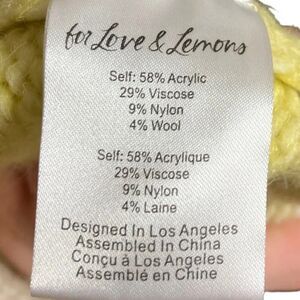 for Love & Lemons
Self: 58% Acrylic
29% Viscose
9% Nylon
4% Wool
Self: 58% Acrylique
29% Viscose
9% Nylon
4% Laine
Designed In Los Angeles
Assembled In China
Conçu à Los Angeles
Assemblé en Chine